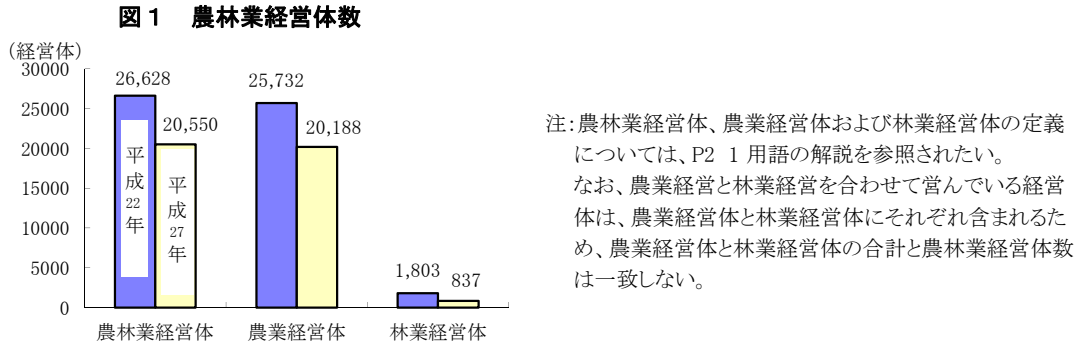 図１　農林業経営体数
（経営体）
30000
25000
20000
15000
10000
5000
0
26,628
20,550
25,732
20,188
1,803
837
平成22年
平成27年
農林業経営体
農業経営体
林業経営体
注：農林業経営体、農業経営体および林業経営体の定義
については、P2 1 用語の解説を参照されたい。
なお、農業経営と林業経営を合わせて営んでいる経営
体は、農業経営体と林業経営体にそれぞれ含まれるた
め、農業経営体と林業経営体の合計と農林業経営体数
は一致しない。